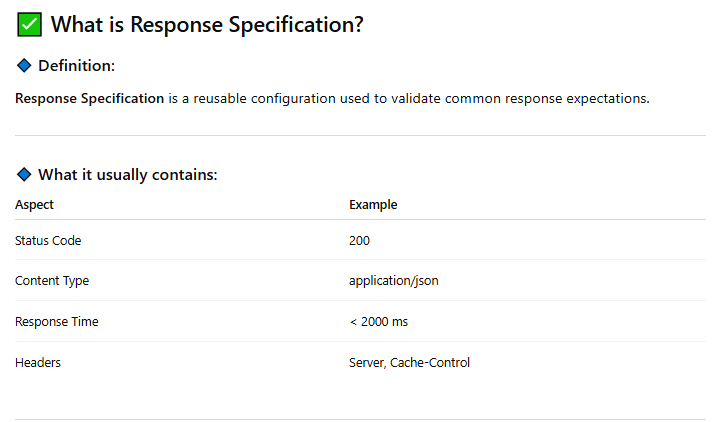 ✅ What is Response Specification?
🔷 Definition:
Response Specification is a reusable configuration used to validate common response expectations.
🔷 What it usually contains:
Aspect Example
Status Code 200
Content Type application/json
Response Time < 2000 ms
Headers Server, Cache-Control